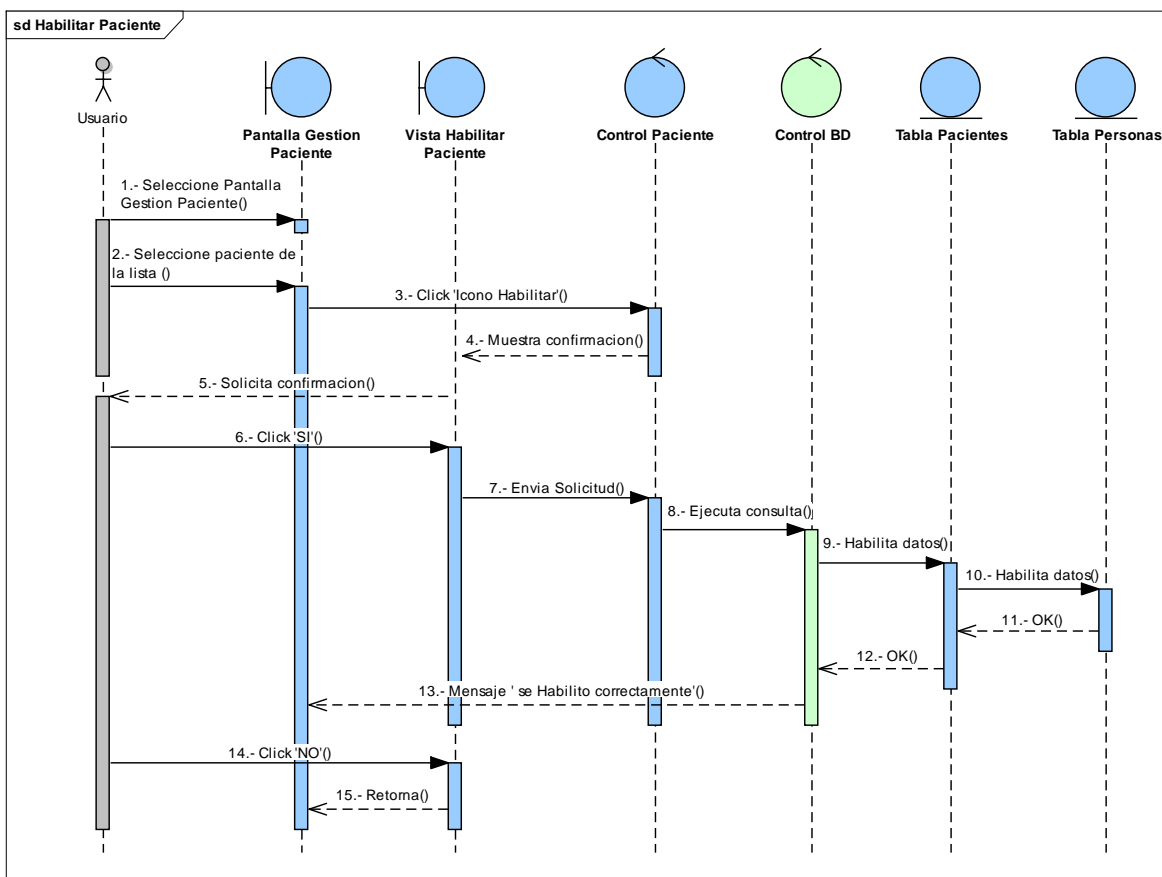 sd Habilitar Paciente
Usuario
Pantalla Gestion
Paciente
Vista Habilitar
Paciente
Control Paciente
Control BD
Tabla Pacientes
Tabla Personas
1.- Seleccione Pantalla
Gestion Paciente()
2.- Seleccione paciente de
la lista ()
3.- Click 'Icono Habilitar'()
4.- Muestra confirmacion()
5.- Solicita confirmacion()
6.- Click 'SI'()
7.- Envia Solicitud()
8.- Ejecuta consulta()
9.- Habilita datos()
10.- Habilita datos()
11.- OK()
12.- OK()
13.- Mensaje ' se Habilito correctamente'()
14.- Click 'NO'()
15.- Retorna()